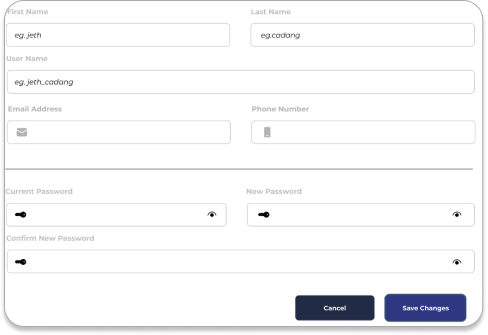 First Name Last Name
eg. jeth eg.cadang
User Name
eg. jeth_cadang
Email Address Phone Number
Current Password New Password
Confirm New Password
Cancel Save Changes